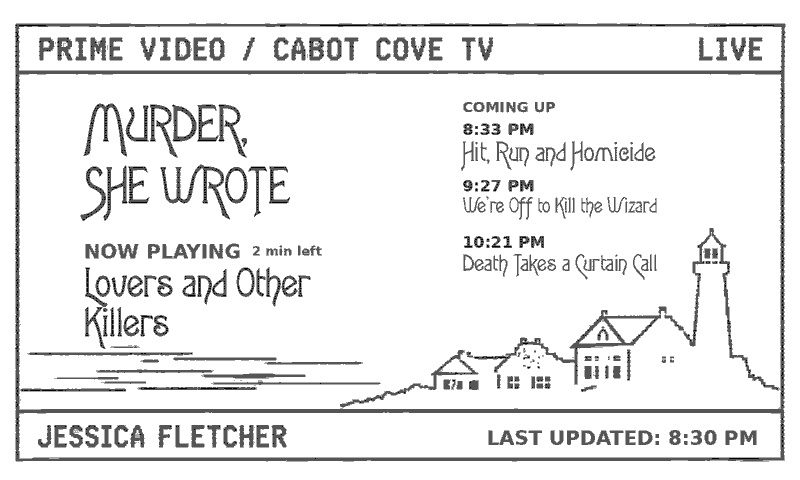 PRIME VIDEO / CABOT COVE TV
LIVE
MURDER,
SHE WROTE
NOW PLAYING 2 min left
Lovers and Other
Killers
COMING UP
8:33 PM
Hit, Run and Homicide
9:27 PM
We're Off to Kill the Wizard
10:21 PM
Death Takes a Curtain Call
JESSICA FLETCHER
LAST UPDATED: 8:30 PM